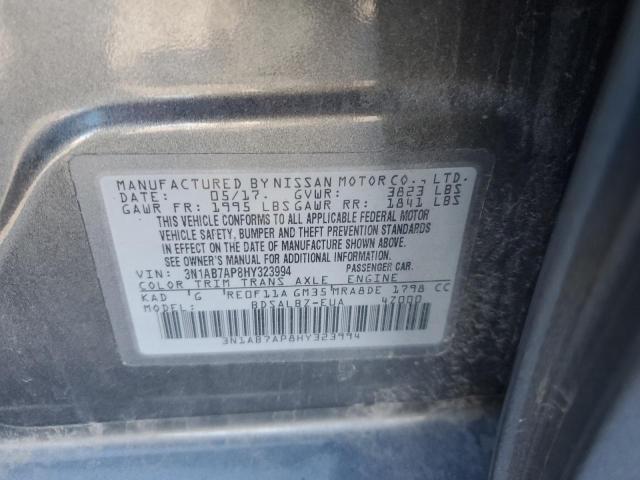 MANUFACTURED BY NISSAN MOTOR CO., LTD.
DATE: 05/17. GVWR: 3823 LBS
GAWR FR: 1995 LBS GAWR RR: 1841 LBS
THIS VEHICLE CONFORMS TO ALL APPLICABLE FEDERAL MOTOR
VEHICLE SAFETY, BUMPER AND THEFT PREVENTION STANDARDS
IN EFFECT ON THE DATE OF MANUFACTURE SHOWN ABOVE.
SEE OWNER'S MANUAL FOR ADDITIONAL INFORMATION.
VIN: 3N1AB7AP8HY323994 PASSENGER CAR.
COLOR TRIM TRANS AXLE ENGINE
KAD G RE0F11A GM35 MRA8DE 1798 CC
BDSALB7-EUA 4Z000
3N1AB7AP8HY323994